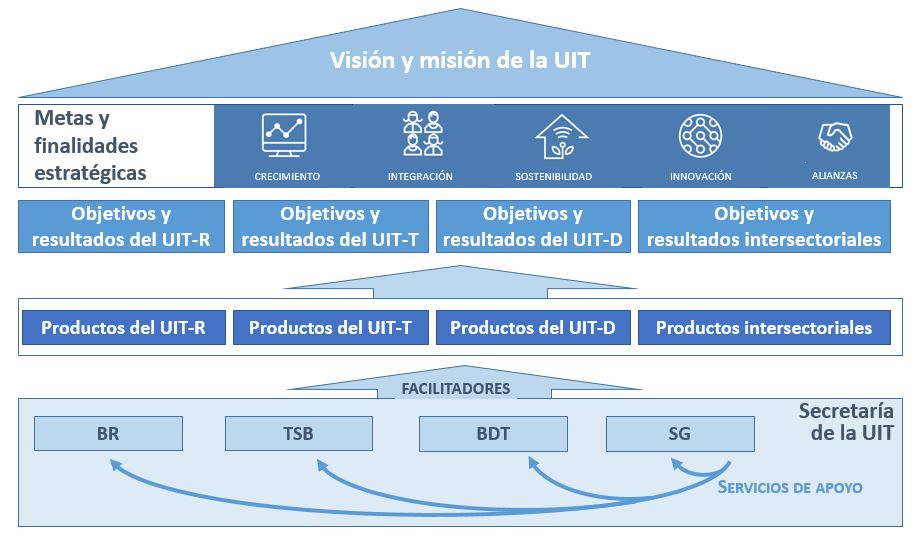 Visión y misión de la UIT
Metas y
finalidades
estratégicas
CRECIMIENTO
INTEGRACIÓN
SOSTENIBILIDAD
INNOVACIÓN
ALIANZAS
Objetivos y
resultados del UIT-R
Objetivos y
resultados del UIT-T
Objetivos y
resultados del UIT-D
Objetivos y
resultados intersectoriales
Productos del UIT-R
Productos del UIT-T
Productos del UIT-D
Productos intersectoriales
FACILITADORES
Secretaría
de la UIT
BR
TSB
BDT
SG
SERVICIOS DE APOYO